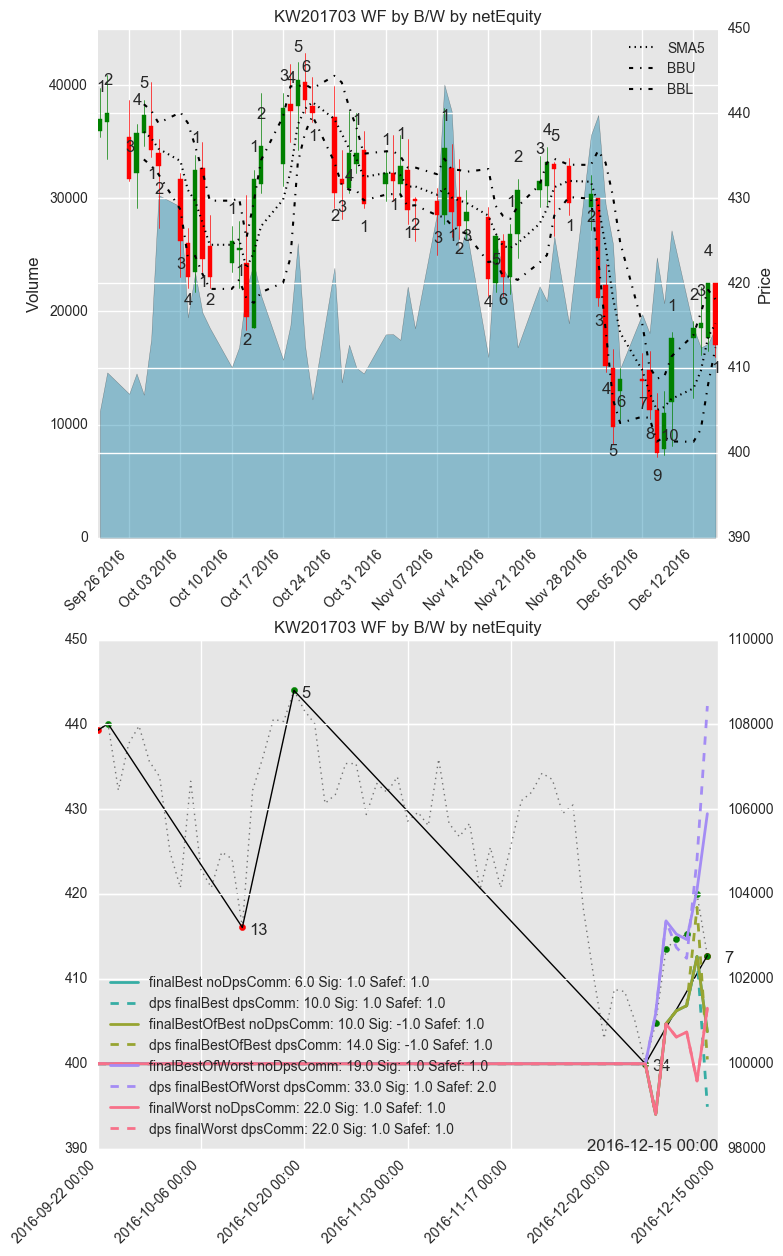 KW201703 WF by B/W by netEquity
SMA5
BBU
BBL
40000
30000
20000
10000
0
Volume
450
440
430
420
410
400
390
Price
Sep 26 2016
Oct 03 2016
Oct 10 2016
Oct 17 2016
Oct 24 2016
Oct 31 2016
Nov 07 2016
Nov 14 2016
Nov 21 2016
Nov 28 2016
Dec 05 2016
Dec 12 2016
KW201703 WF by B/W by netEquity
450
440
430
420
410
400
390
110000
108000
106000
104000
102000
100000
98000
5
13
7
34
finalBest noDpsComm: 6.0 Sig: 1.0 Safef: 1.0
dps finalBest dpsComm: 10.0 Sig: 1.0 Safef: 1.0
finalBestOfBest noDpsComm: 10.0 Sig: -1.0 Safef: 1.0
dps finalBestOfBest dpsComm: 14.0 Sig: -1.0 Safef: 1.0
finalBestOfWorst noDpsComm: 19.0 Sig: 1.0 Safef: 1.0
dps finalBestOfWorst dpsComm: 33.0 Sig: 1.0 Safef: 2.0
finalWorst noDpsComm: 22.0 Sig: 1.0 Safef: 1.0
dps finalWorst dpsComm: 22.0 Sig: 1.0 Safef: 1.0
2016-12-15 00:00
2016-09-22 00:00
2016-10-06 00:00
2016-10-20 00:00
2016-11-03 00:00
2016-11-17 00:00
2016-12-02 00:00
2016-12-15 00:00